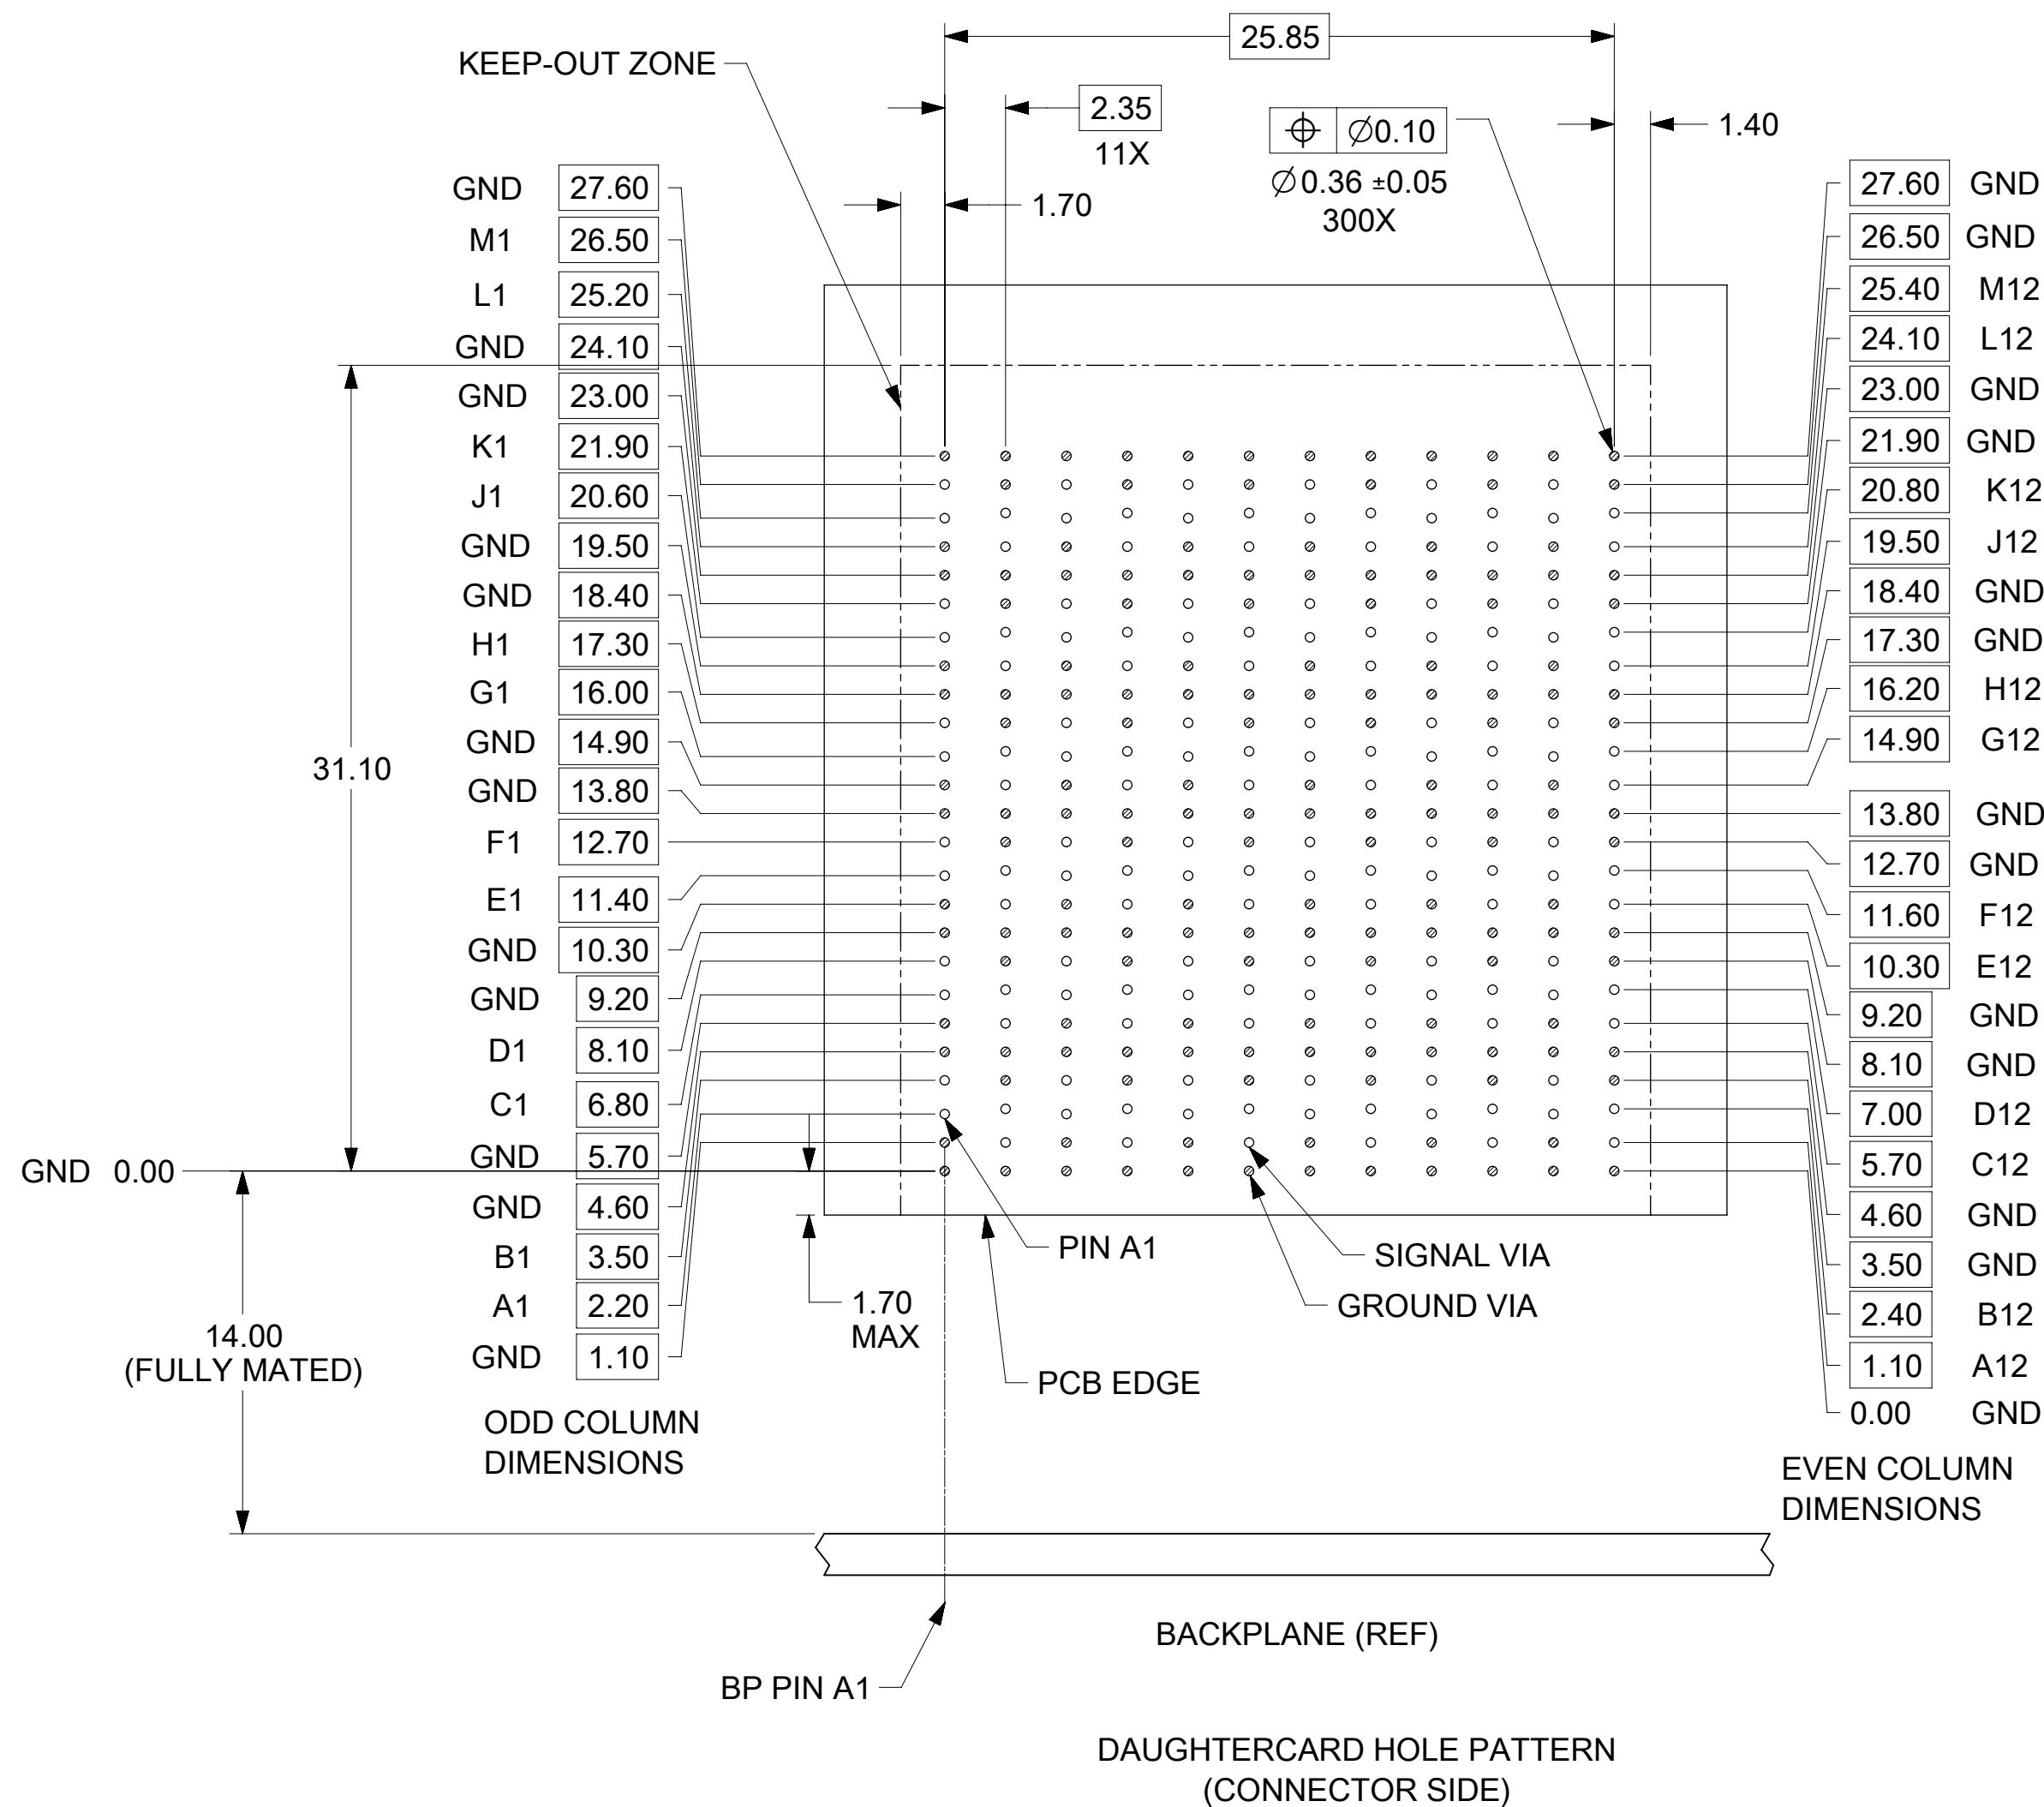 25.85
KEEP-OUT ZONE
2.35
11X
⌖ ∅0.10
1.40
∅0.36 ±0.05
300X
1.70
GND 27.60
M1 26.50
L1 25.20
GND 24.10
GND 23.00
K1 21.90
J1 20.60
GND 19.50
GND 18.40
H1 17.30
G1 16.00
GND 14.90
GND 13.80
F1 12.70
E1 11.40
GND 10.30
GND 9.20
D1 8.10
C1 6.80
GND 5.70
GND 4.60
B1 3.50
A1 2.20
GND 1.10
ODD COLUMN
DIMENSIONS
31.10
GND 0.00
14.00
(FULLY MATED)
27.60 GND
26.50 GND
25.40 M12
24.10 L12
23.00 GND
21.90 GND
20.80 K12
19.50 J12
18.40 GND
17.30 GND
16.20 H12
14.90 G12
13.80 GND
12.70 GND
11.60 F12
10.30 E12
9.20 GND
8.10 GND
7.00 D12
5.70 C12
4.60 GND
3.50 GND
2.40 B12
1.10 A12
0.00 GND
EVEN COLUMN
DIMENSIONS
PIN A1
SIGNAL VIA
GROUND VIA
1.70
MAX
PCB EDGE
BACKPLANE (REF)
BP PIN A1
DAUGHTERCARD HOLE PATTERN
(CONNECTOR SIDE)